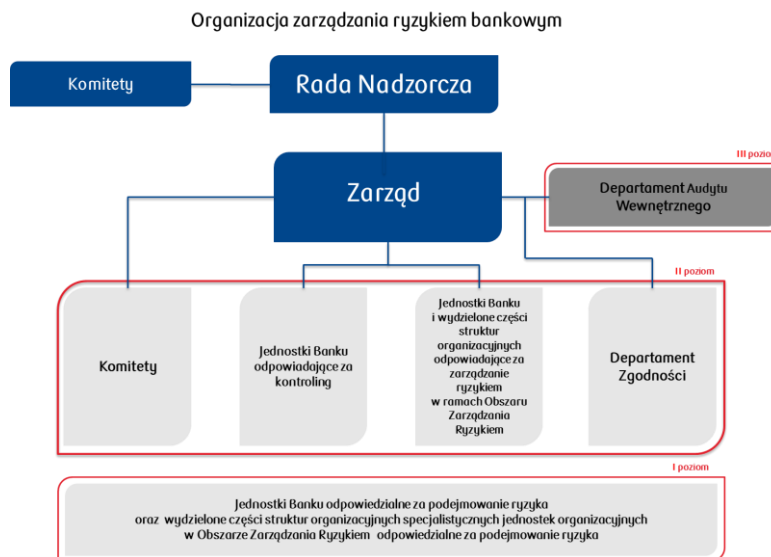 Organizacja zarządzania ryzykiem bankowym
Komitety
Rada Nadzorcza
III poziom
Zarząd
Departament Audytu
Wewnętrznego
II poziom
Komitety
Jednostki Banku
odpowiadające za
kontroling
Jednostki Banku
i wydzielone części
struktur
organizacyjnych
odpowiadające za
zarządzanie
ryzykiem
w ramach Obszaru
Zarządzania
Ryzykiem
Departament
Zgodności
I poziom
Jednostki Banku odpowiedzialne za podejmowanie ryzyka
oraz wydzielone części struktur organizacyjnych specjalistycznych jednostek organizacyjnych
w Obszarze Zarządzania Ryzykiem odpowiedzialne za podejmowanie ryzyka